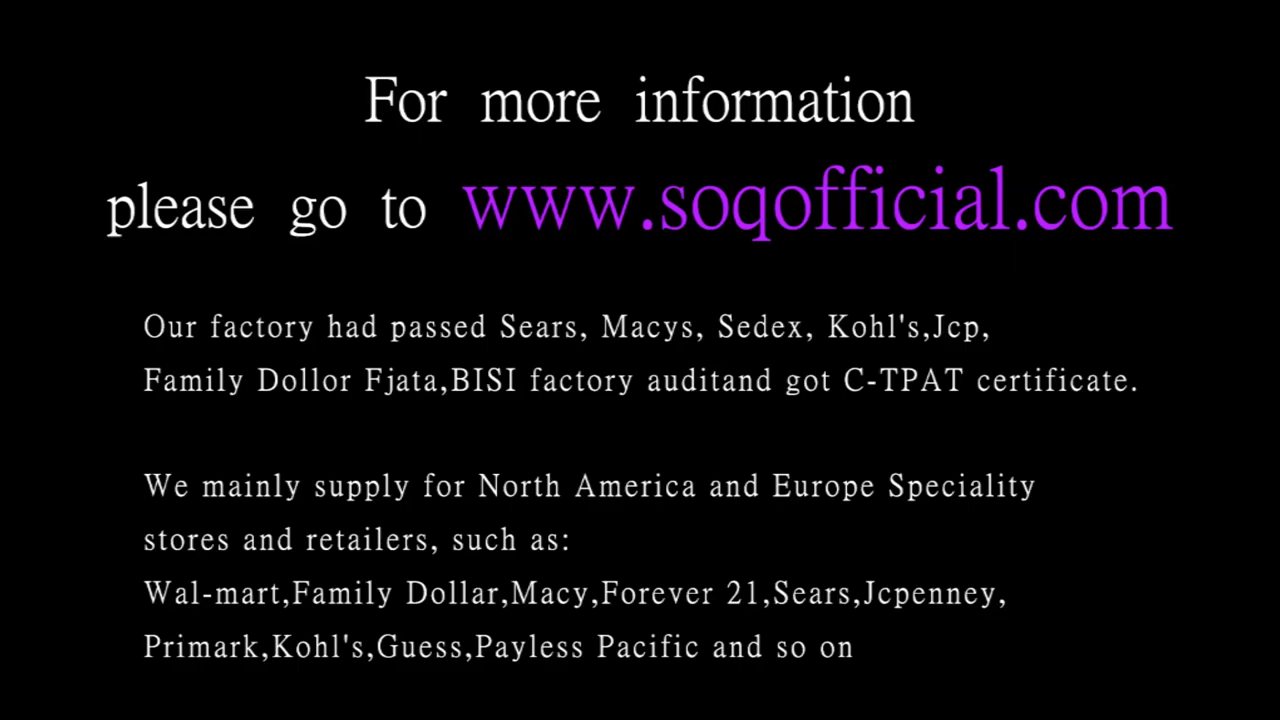 For more information
please go to www.soqofficial.com
Our factory had passed Sears, Macys, Sedex, Kohl's,Jcp,
Family Dollor Fjata,BISI factory auditand got C-TPAT certificate.
We mainly supply for North America and Europe Speciality
stores and retailers, such as:
Wal-mart,Family Dollar,Macy,Forever 21,Sears,Jcpenney,
Primark,Kohl's,Guess,Payless Pacific and so on